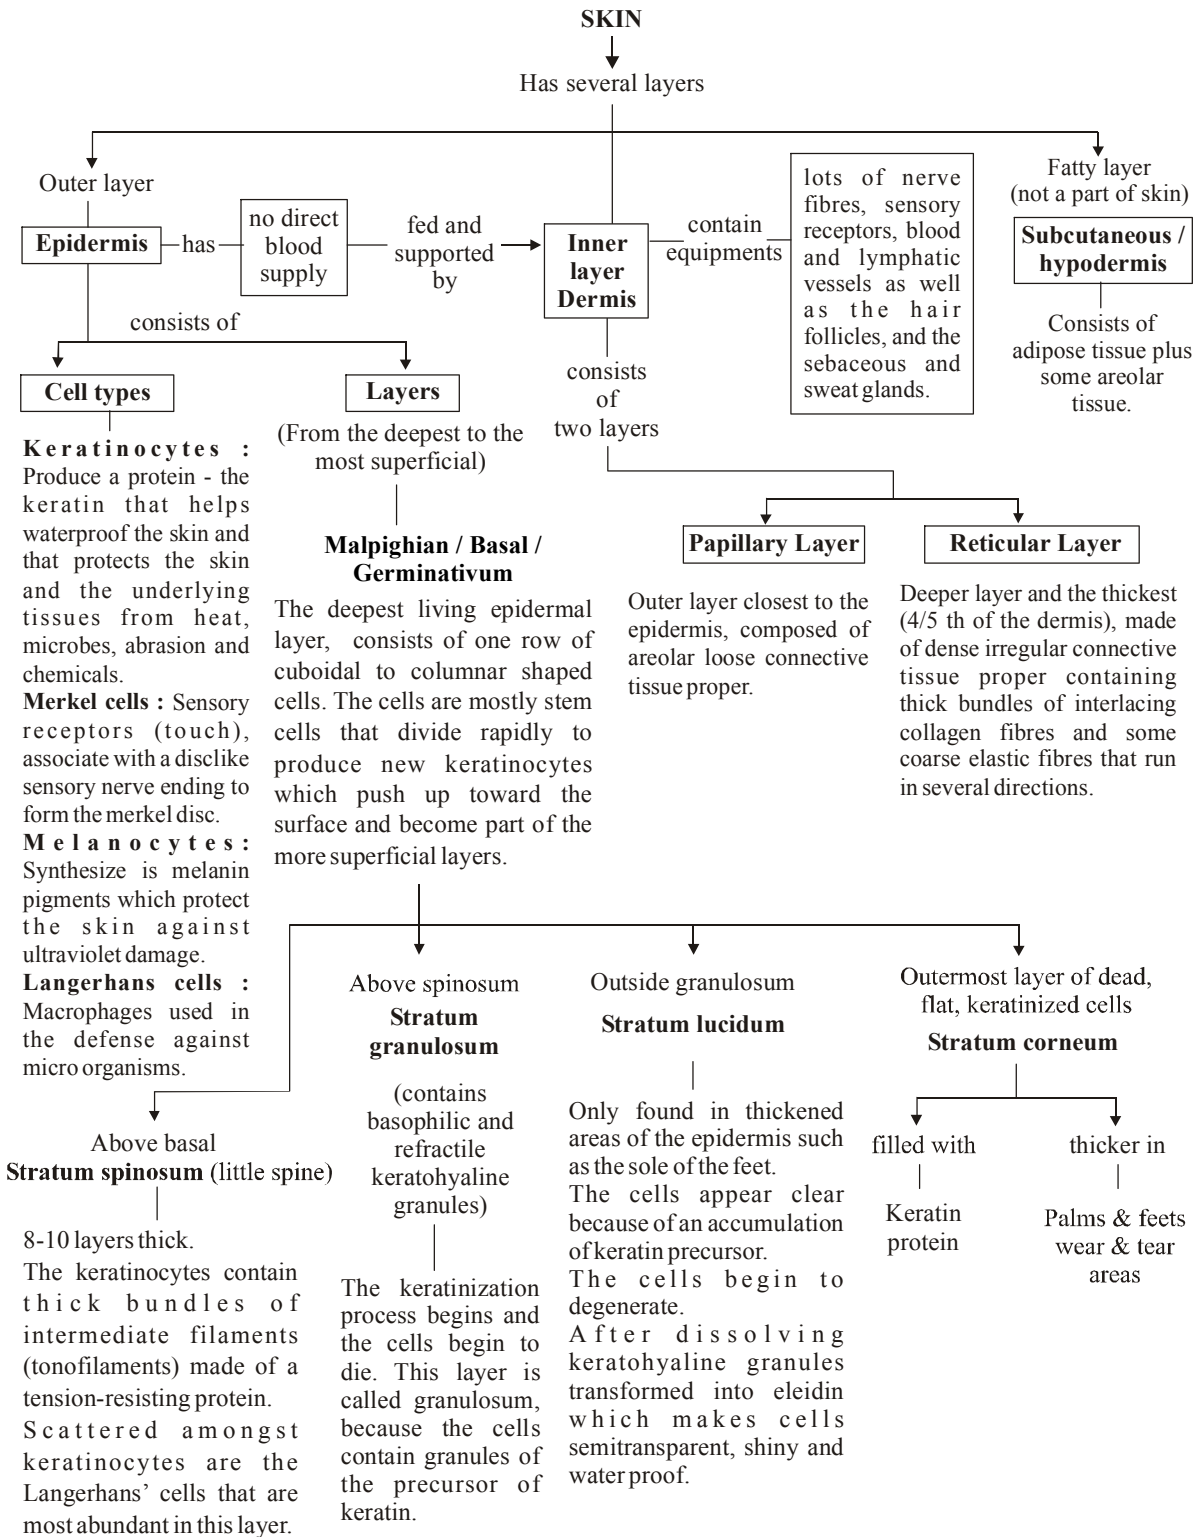 SKIN
Has several layers
Outer layer
Epidermis
has
no direct
blood
supply
fed and
supported
by
Inner
layer
Dermis
contain
equipments
lots of nerve
fibres, sensory
receptors, blood
and lymphatic
vessels as well
as the hair
follicles, and the
sebaceous and
sweat glands.
Fatty layer
(not a part of skin)
Subcutaneous /
hypodermis
Consists of
adipose tissue plus
some areolar
tissue.
consists of
Cell types
Keratinocytes :
Produce a protein - the
keratin that helps
waterproof the skin and
that protects the skin
and the underlying
tissues from heat,
microbes, abrasion and
chemicals.
Merkel cells : Sensory
receptors (touch),
associate with a disclike
sensory nerve ending to
form the merkel disc.
Melanocytes:
Synthesize is melanin
pigments which protect
the skin against
ultraviolet damage.
Langerhans cells :
Macrophages used in
the defense against
micro organisms.
Layers
(From the deepest to the
most superficial)
Malpighian / Basal /
Germinativum
The deepest living epidermal
layer, consists of one row of
cuboidal to columnar shaped
cells. The cells are mostly stem
cells that divide rapidly to
produce new keratinocytes
which push up toward the
surface and become part of the
more superficial layers.
consists
of
two layers
Papillary Layer
Outer layer closest to the
epidermis, composed of
areolar loose connective
tissue proper.
Reticular Layer
Deeper layer and the thickest
(4/5 th of the dermis), made
of dense irregular connective
tissue proper containing
thick bundles of interlacing
collagen fibres and some
coarse elastic fibres that run
in several directions.
Above basal
Stratum spinosum (little spine)
8-10 layers thick.
The keratinocytes contain
thick bundles of
intermediate filaments
(tonofilaments) made of a
tension-resisting protein.
Scattered amongst
keratinocytes are the
Langerhans’ cells that are
most abundant in this layer.
Above spinosum
Stratum
granulosum
(contains
basophilic and
refractile
keratohyaline
granules)
The keratinization
process begins and
the cells begin to
die. This layer is
called granulosum,
because the cells
contain granules of
the precursor of
keratin.
Outside granulosum
Stratum lucidum
Only found in thickened
areas of the epidermis such
as the sole of the feet.
The cells appear clear
because of an accumulation
of keratin precursor.
The cells begin to
degenerate.
After dissolving
keratohyaline granules
transformed into eleidin
which makes cells
semitransparent, shiny and
water proof.
Outermost layer of dead,
flat, keratinized cells
Stratum corneum
filled with
Keratin
protein
thicker in
Palms & feets
wear & tear
areas